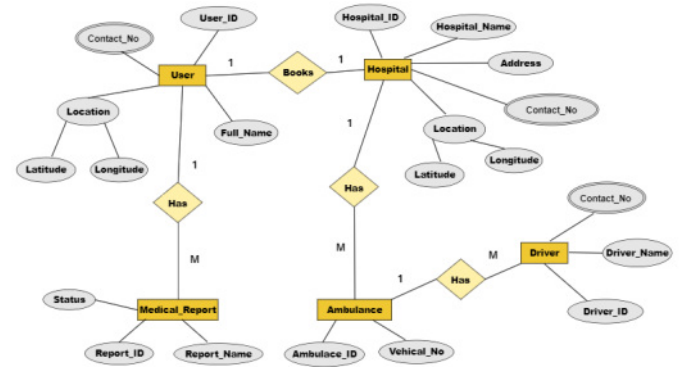 User_ID
Hospital_ID
Hospital_Name
Contact_No
1
1
User
Books
Hospital
Address
Contact_No
Location
Full_Name
1
Location
Latitude
Longitude
1
Latitude
Longitude
Has
Has
Contact_No
M
M
M
Driver
Driver_Name
1
Has
Status
Medical_Report
Ambulance
Driver_ID
Report_ID
Report_Name
Ambulace_ID
Vehical_No